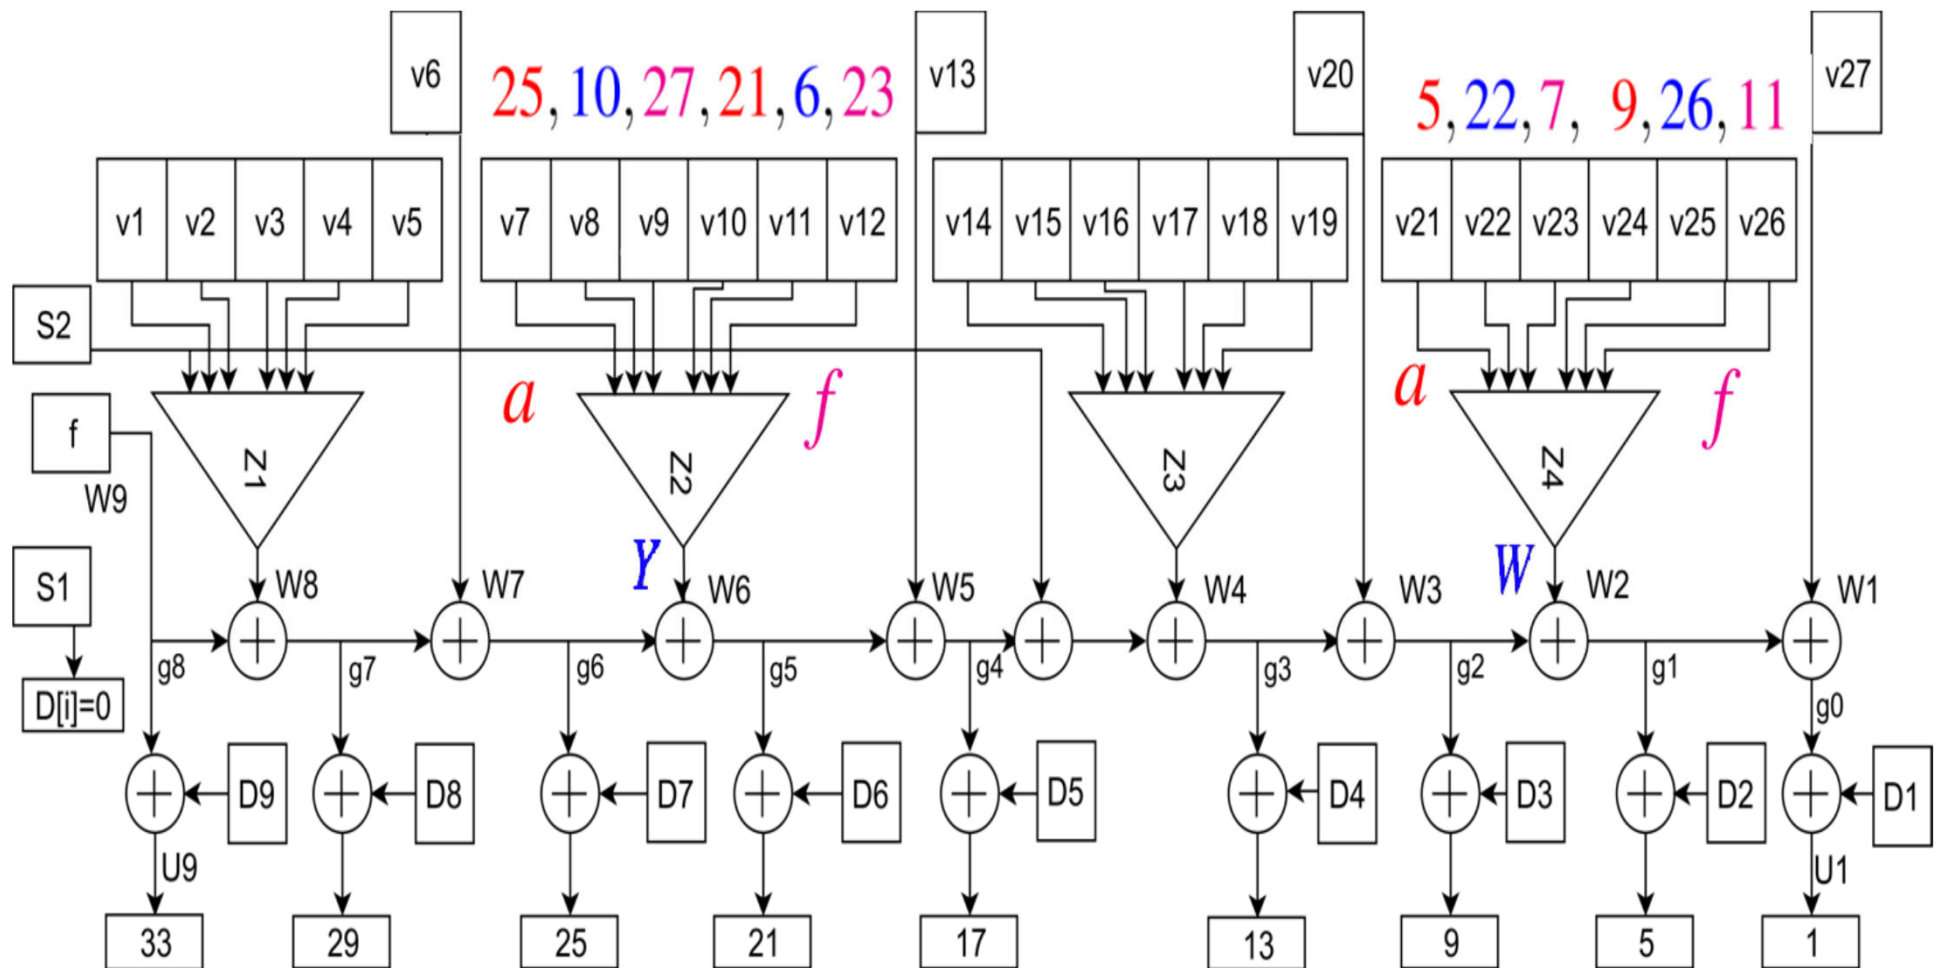 v6 25, 10, 27, 21, 6, 23 v13 v20 5, 22, 7, 9, 26, 11 v27
v1 v2 v3 v4 v5 v7 v8 v9 v10 v11 v12 v14 v15 v16 v17 v18 v19 v21 v22 v23 v24 v25 v26
S2
f a f a f
Z1 Z2 Z3 Z4
W9
S1 W8 W7 Y W6 W5 W4 W3 W W2 W1
g8 g7 g6 g5 g4 g3 g2 g1
D[i]=0 g0
D9 D8 D7 D6 D5 D4 D3 D2 D1
U9 U1
33 29 25 21 17 13 9 5 1